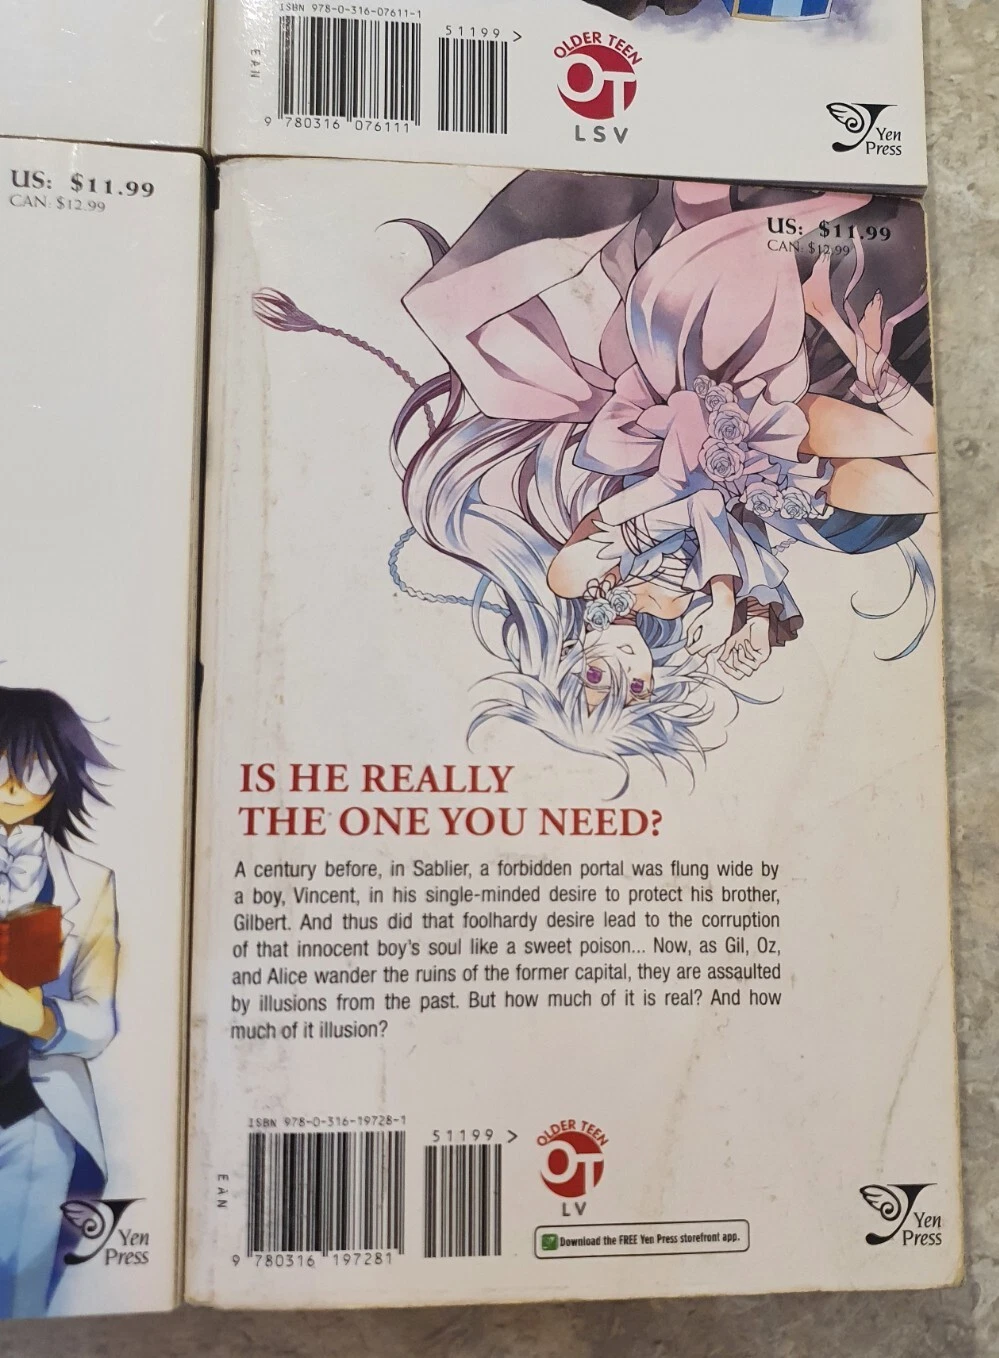 ISBN 978-0-316-07611-1
51199 >
EAN
9 780316 076111
OLDER TEEN
OT
LSV
Yen
Press
US: $11.99
CAN: $12.99
Yen
Press
US: $11.99
CAN: $12.99
IS HE REALLY
THE ONE YOU NEED?
A century before, in Sablier, a forbidden portal was flung wide by
a boy, Vincent, in his single-minded desire to protect his brother,
Gilbert. And thus did that foolhardy desire lead to the corruption
of that innocent boy's soul like a sweet poison... Now, as Gil, Oz,
and Alice wander the ruins of the former capital, they are assaulted
by illusions from the past. But how much of it is real? And how
much of it illusion?
ISBN 978-0-316-19728-1
51199 >
EAN
9 780316 197281
OLDER TEEN
OT
LV
Download the FREE Yen Press storefront app.
Yen
Press